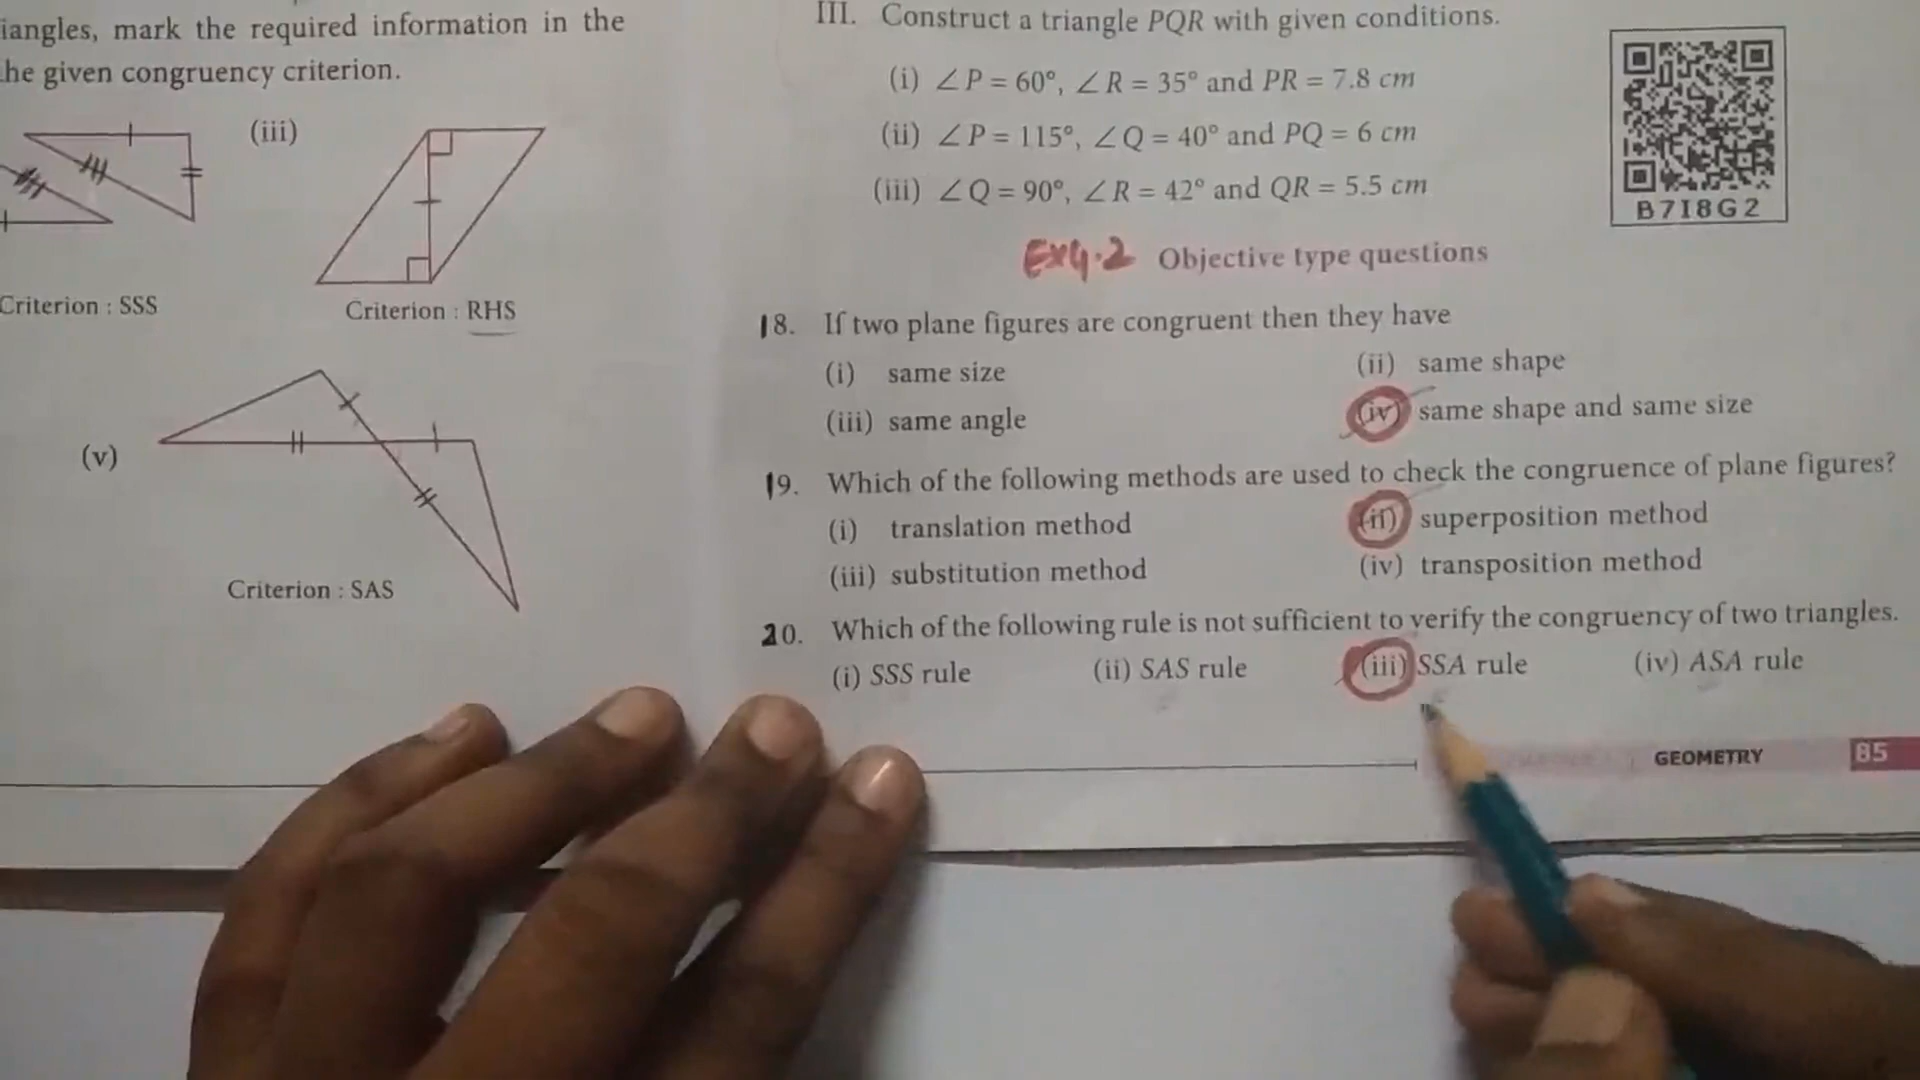 iangles, mark the required information in the
he given congruency criterion.
(iii)
Criterion : SSS
Criterion : RHS
(v)
Criterion : SAS
III. Construct a triangle PQR with given conditions.
(i) ∠P = 60°, ∠R = 35° and PR = 7.8 cm
(ii) ∠P = 115°, ∠Q = 40° and PQ = 6 cm
(iii) ∠Q = 90°, ∠R = 42° and QR = 5.5 cm
B7I8G2
Ex4.2 Objective type questions
18. If two plane figures are congruent then they have
(i) same size (ii) same shape
(iii) same angle (iv) same shape and same size
19. Which of the following methods are used to check the congruence of plane figures?
(i) translation method (ii) superposition method
(iii) substitution method (iv) transposition method
20. Which of the following rule is not sufficient to verify the congruency of two triangles.
(i) SSS rule (ii) SAS rule (iii) SSA rule (iv) ASA rule
GEOMETRY 85